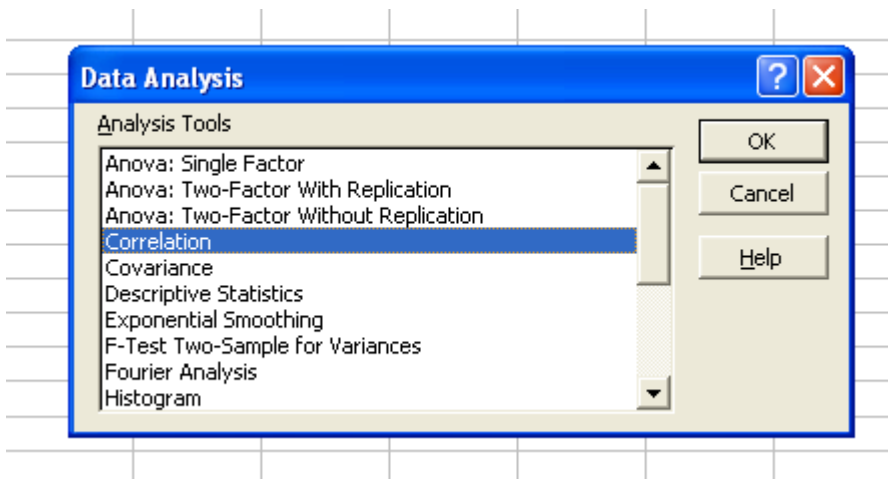 Data Analysis
?
Analysis Tools
Anova: Single Factor
Anova: Two-Factor With Replication
Anova: Two-Factor Without Replication
Correlation
Covariance
Descriptive Statistics
Exponential Smoothing
F-Test Two-Sample for Variances
Fourier Analysis
Histogram
OK
Cancel
Help